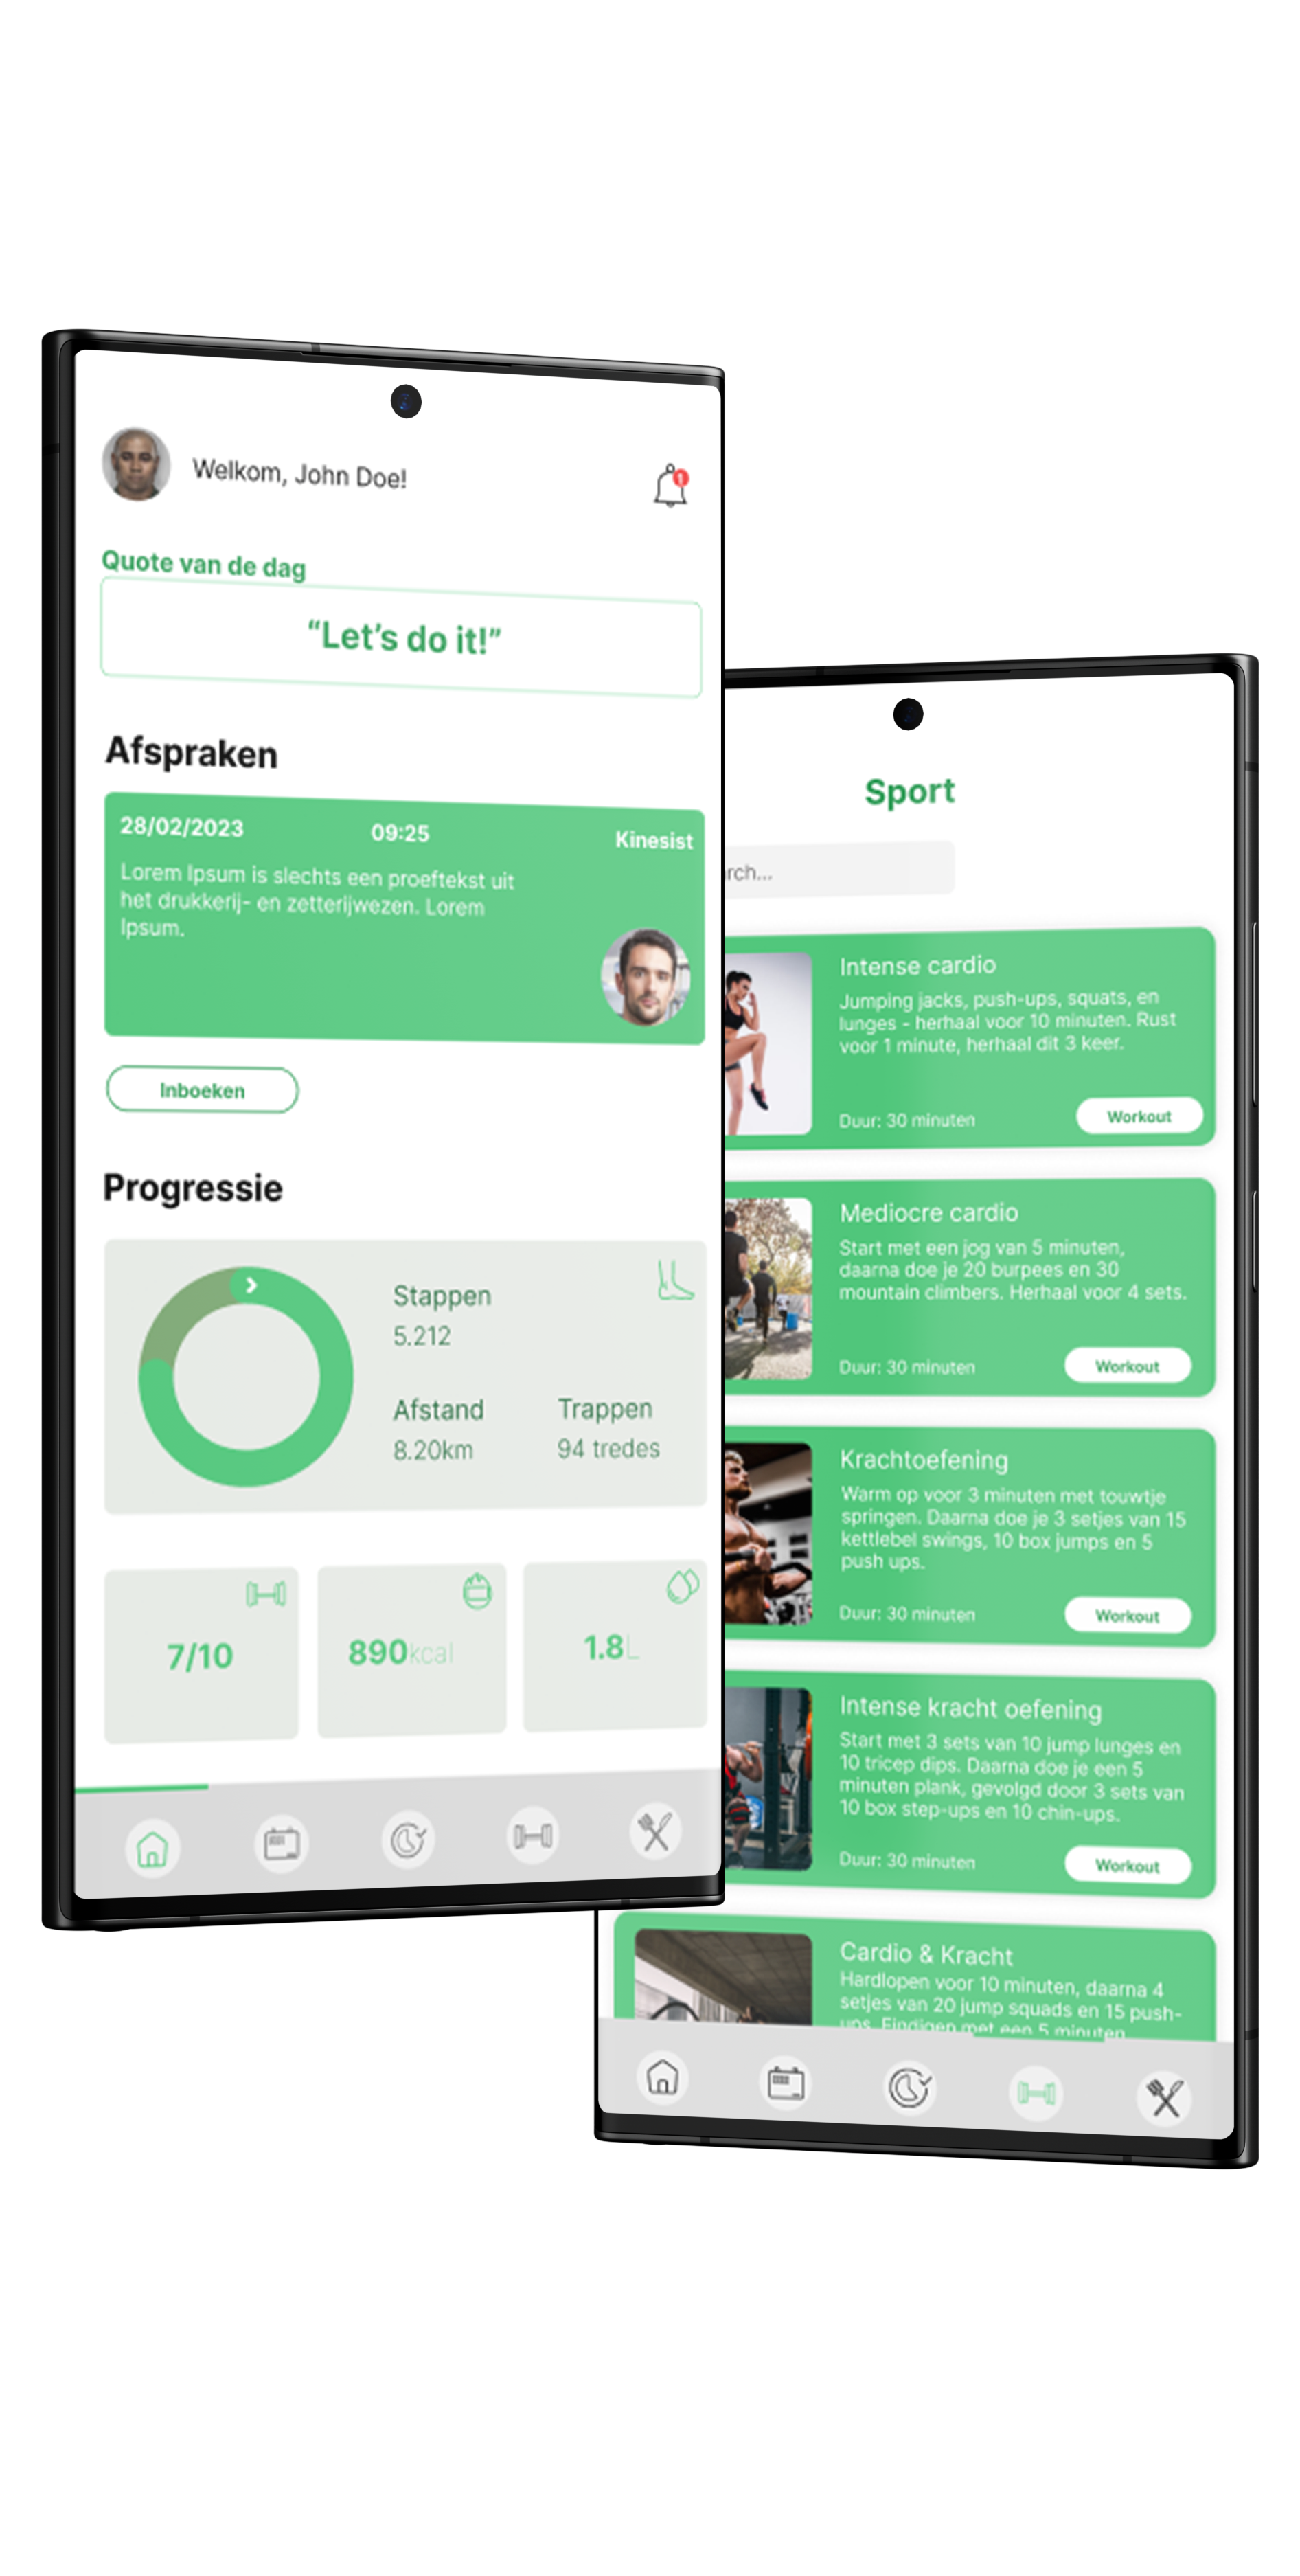 Welkom, John Doe!
1
Quote van de dag
“Let’s do it!”
Afspraken
28/02/2023 09:25 Kinesist
Lorem Ipsum is slechts een proeftekst uit
het drukkerij- en zetterijwezen. Lorem
Ipsum.
Inboeken
Progressie
Stappen
5.212
Afstand Trappen
8.20km 94 tredes
7/10
890kcal
1.8L
Sport
rch...
Intense cardio
Jumping jacks, push-ups, squats, en
lunges - herhaal voor 10 minuten. Rust
voor 1 minute, herhaal dit 3 keer.
Duur: 30 minuten Workout
Mediocre cardio
Start met een jog van 5 minuten,
daarna doe je 20 burpees en 30
mountain climbers. Herhaal voor 4 sets.
Duur: 30 minuten Workout
Krachtoefening
Warm op voor 3 minuten met touwtje
springen. Daarna doe je 3 setjes van 15
kettlebel swings, 10 box jumps en 5
push ups.
Duur: 30 minuten Workout
Intense kracht oefening
Start met 3 sets van 10 jump lunges en
10 tricep dips. Daarna doe je een 5
minuten plank, gevolgd door 3 sets van
10 box step-ups en 10 chin-ups.
Duur: 30 minuten Workout
Cardio & Kracht
Hardlopen voor 10 minuten, daarna 4
setjes van 20 jump squads en 15 push-
ups. Eindigen met een 5 minuten